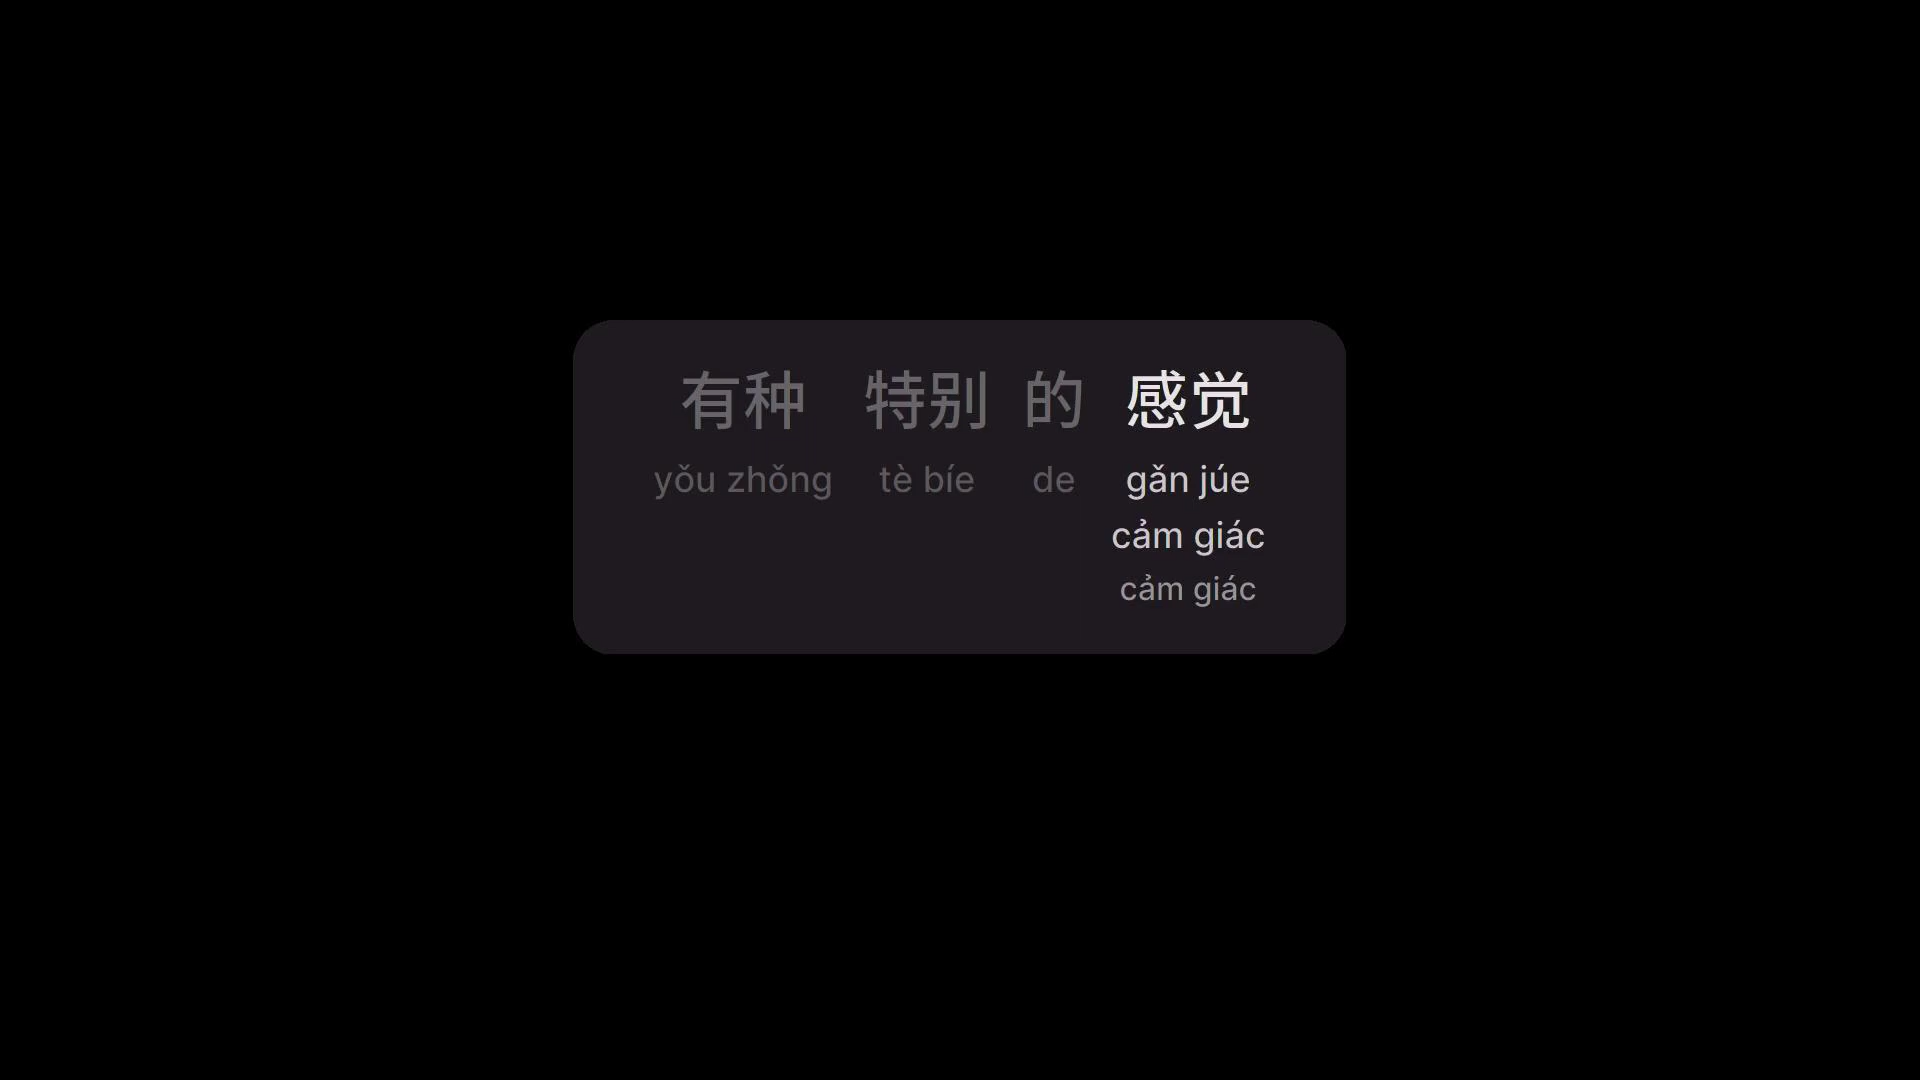 有种 特别 的 感觉
yǒu zhǒng tè bíe de gǎn júe
cảm giác
cảm giác